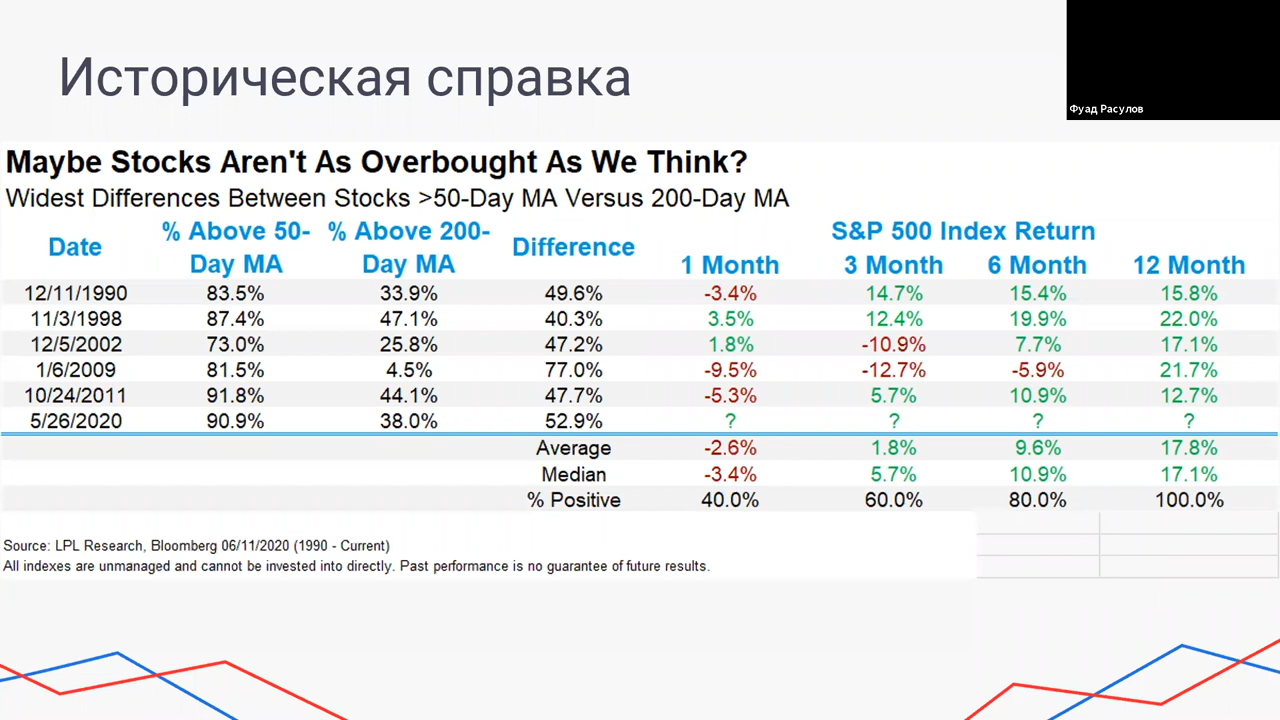 Историческая справка
Фуад Расулов
Maybe Stocks Aren't As Overbought As We Think?
Widest Differences Between Stocks >50-Day MA Versus 200-Day MA
Date % Above 50-Day MA % Above 200-Day MA Difference S&P 500 Index Return
1 Month 3 Month 6 Month 12 Month
12/11/1990 83.5% 33.9% 49.6% -3.4% 14.7% 15.4% 15.8%
11/3/1998 87.4% 47.1% 40.3% 3.5% 12.4% 19.9% 22.0%
12/5/2002 73.0% 25.8% 47.2% 1.8% -10.9% 7.7% 17.1%
1/6/2009 81.5% 4.5% 77.0% -9.5% -12.7% -5.9% 21.7%
10/24/2011 91.8% 44.1% 47.7% -5.3% 5.7% 10.9% 12.7%
5/26/2020 90.9% 38.0% 52.9% ? ? ? ?
Average -2.6% 1.8% 9.6% 17.8%
Median -3.4% 5.7% 10.9% 17.1%
% Positive 40.0% 60.0% 80.0% 100.0%
Source: LPL Research, Bloomberg 06/11/2020 (1990 - Current)
All indexes are unmanaged and cannot be invested into directly. Past performance is no guarantee of future results.